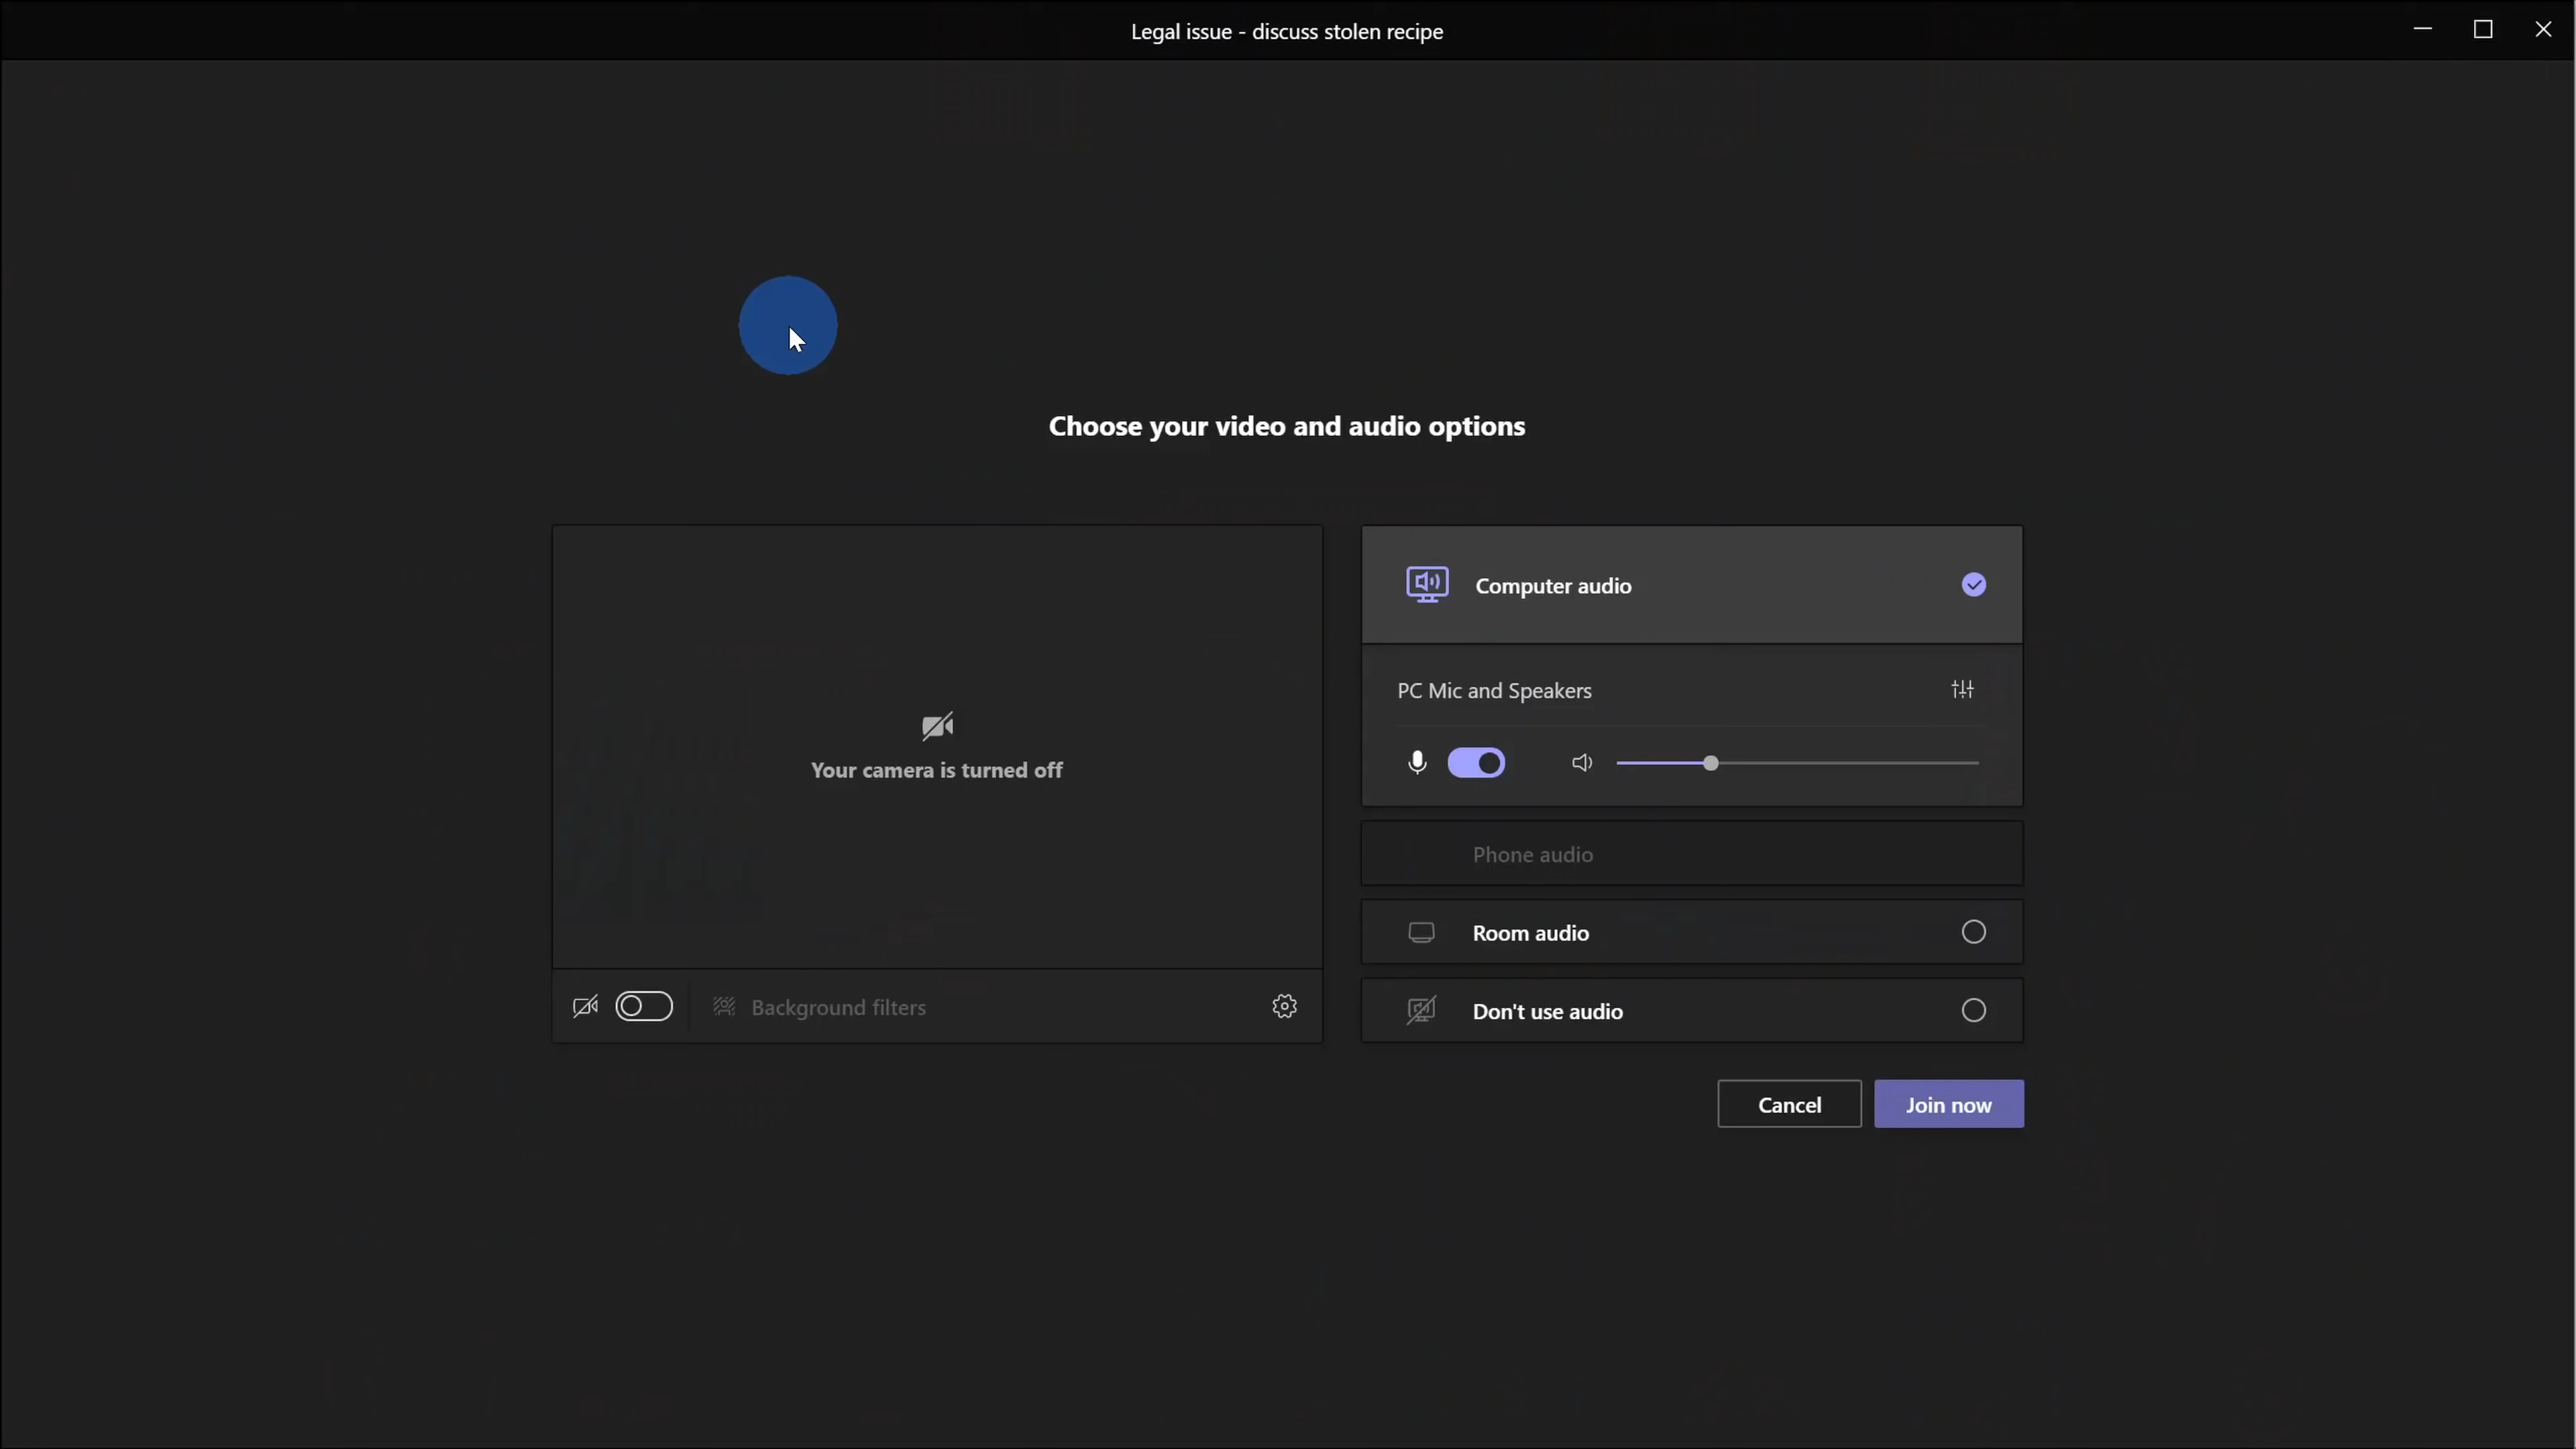 Legal issue - discuss stolen recipe
Choose your video and audio options
Your camera is turned off
Background filters
Computer audio
PC Mic and Speakers
Phone audio
Room audio
Don't use audio
Cancel
Join now